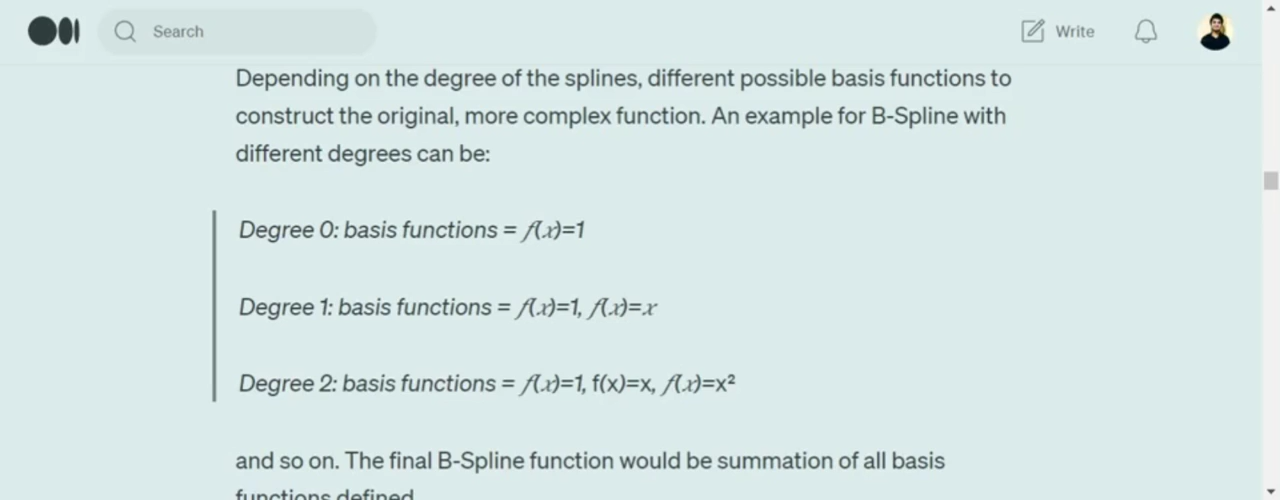 Search
Write
Depending on the degree of the splines, different possible basis functions to
construct the original, more complex function. An example for B-Spline with
different degrees can be:
Degree 0: basis functions = 𝑓(𝑥)=1
Degree 1: basis functions = 𝑓(𝑥)=1, 𝑓(𝑥)=𝑥
Degree 2: basis functions = 𝑓(𝑥)=1, f(x)=x, 𝑓(𝑥)=x²
and so on. The final B-Spline function would be summation of all basis
functions defined